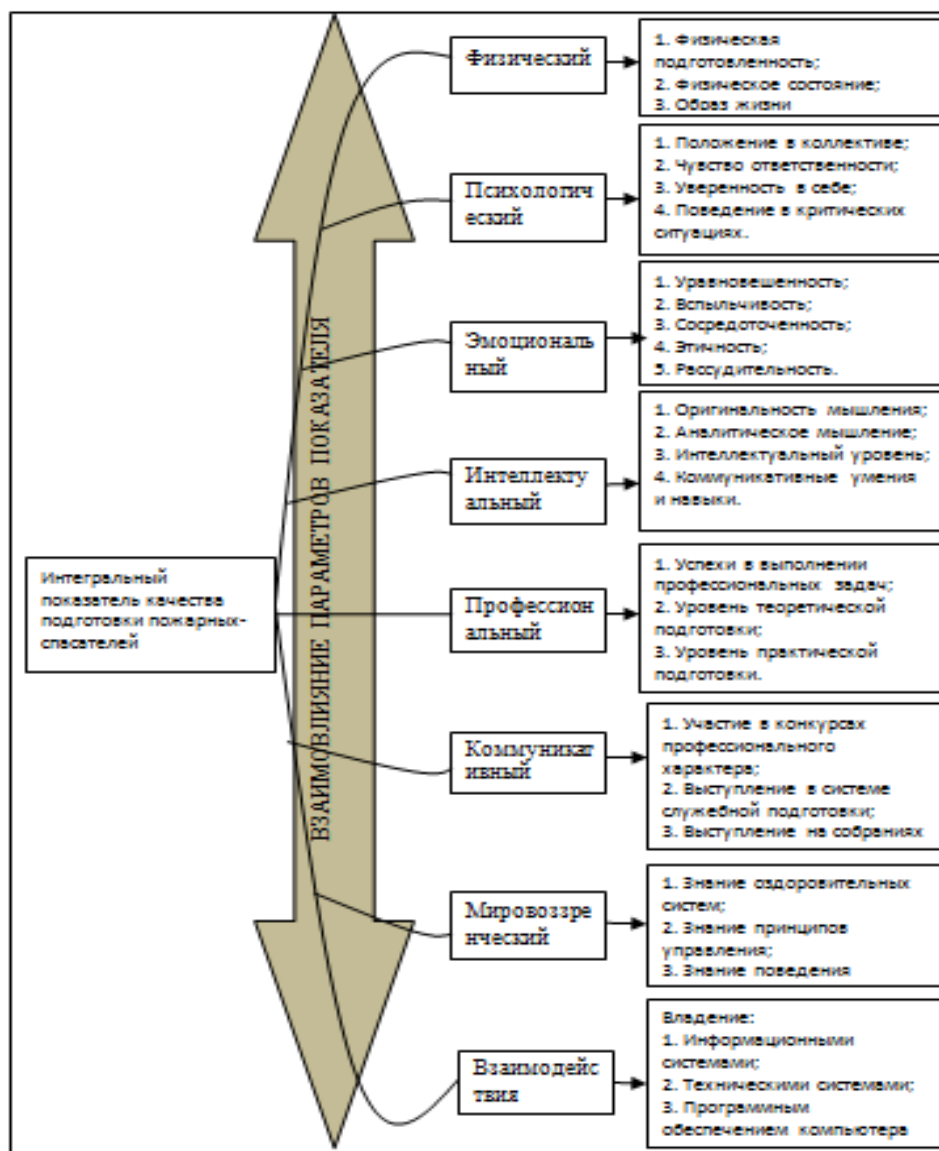 Интегральный
показатель качества
подготовки пожарных-
спасателей
ВЗАИМОВЛИЯНИЕ ПАРАМЕТРОВ ПОКАЗАТЕЛЯ
Физический
1. Физическая
подготовленность;
2. Физическое состояние;
3. Образ жизни
Психологич
еский
1. Положение в коллективе;
2. Чувство ответственности;
3. Уверенность в себе;
4. Поведение в критических
ситуациях.
Эмоциональ
ный
1. Уравновешенность;
2. Вспыльчивость;
3. Сосредоточенность;
4. Этичность;
5. Рассудительность.
Интеллекту
альный
1. Оригинальность мышления;
2. Аналитическое мышление;
3. Интеллектуальный уровень;
4. Коммуникативные умения
и навыки.
Профессион
альный
1. Успехи в выполнении
профессиональных задач;
2. Уровень теоретической
подготовки;
3. Уровень практической
подготовки.
Коммуникат
ивный
1. Участие в конкурсах
профессионального
характера;
2. Выступление в системе
служебной подготовки;
3. Выступление на собраниях
Мировоззре
нческий
1. Знание оздоровительных
систем;
2. Знание принципов
управления;
3. Знание поведения
Взаимодейс
твия
Владение:
1. Информационными
системами;
2. Техническими системами;
3. Программным
обеспечением компьютера